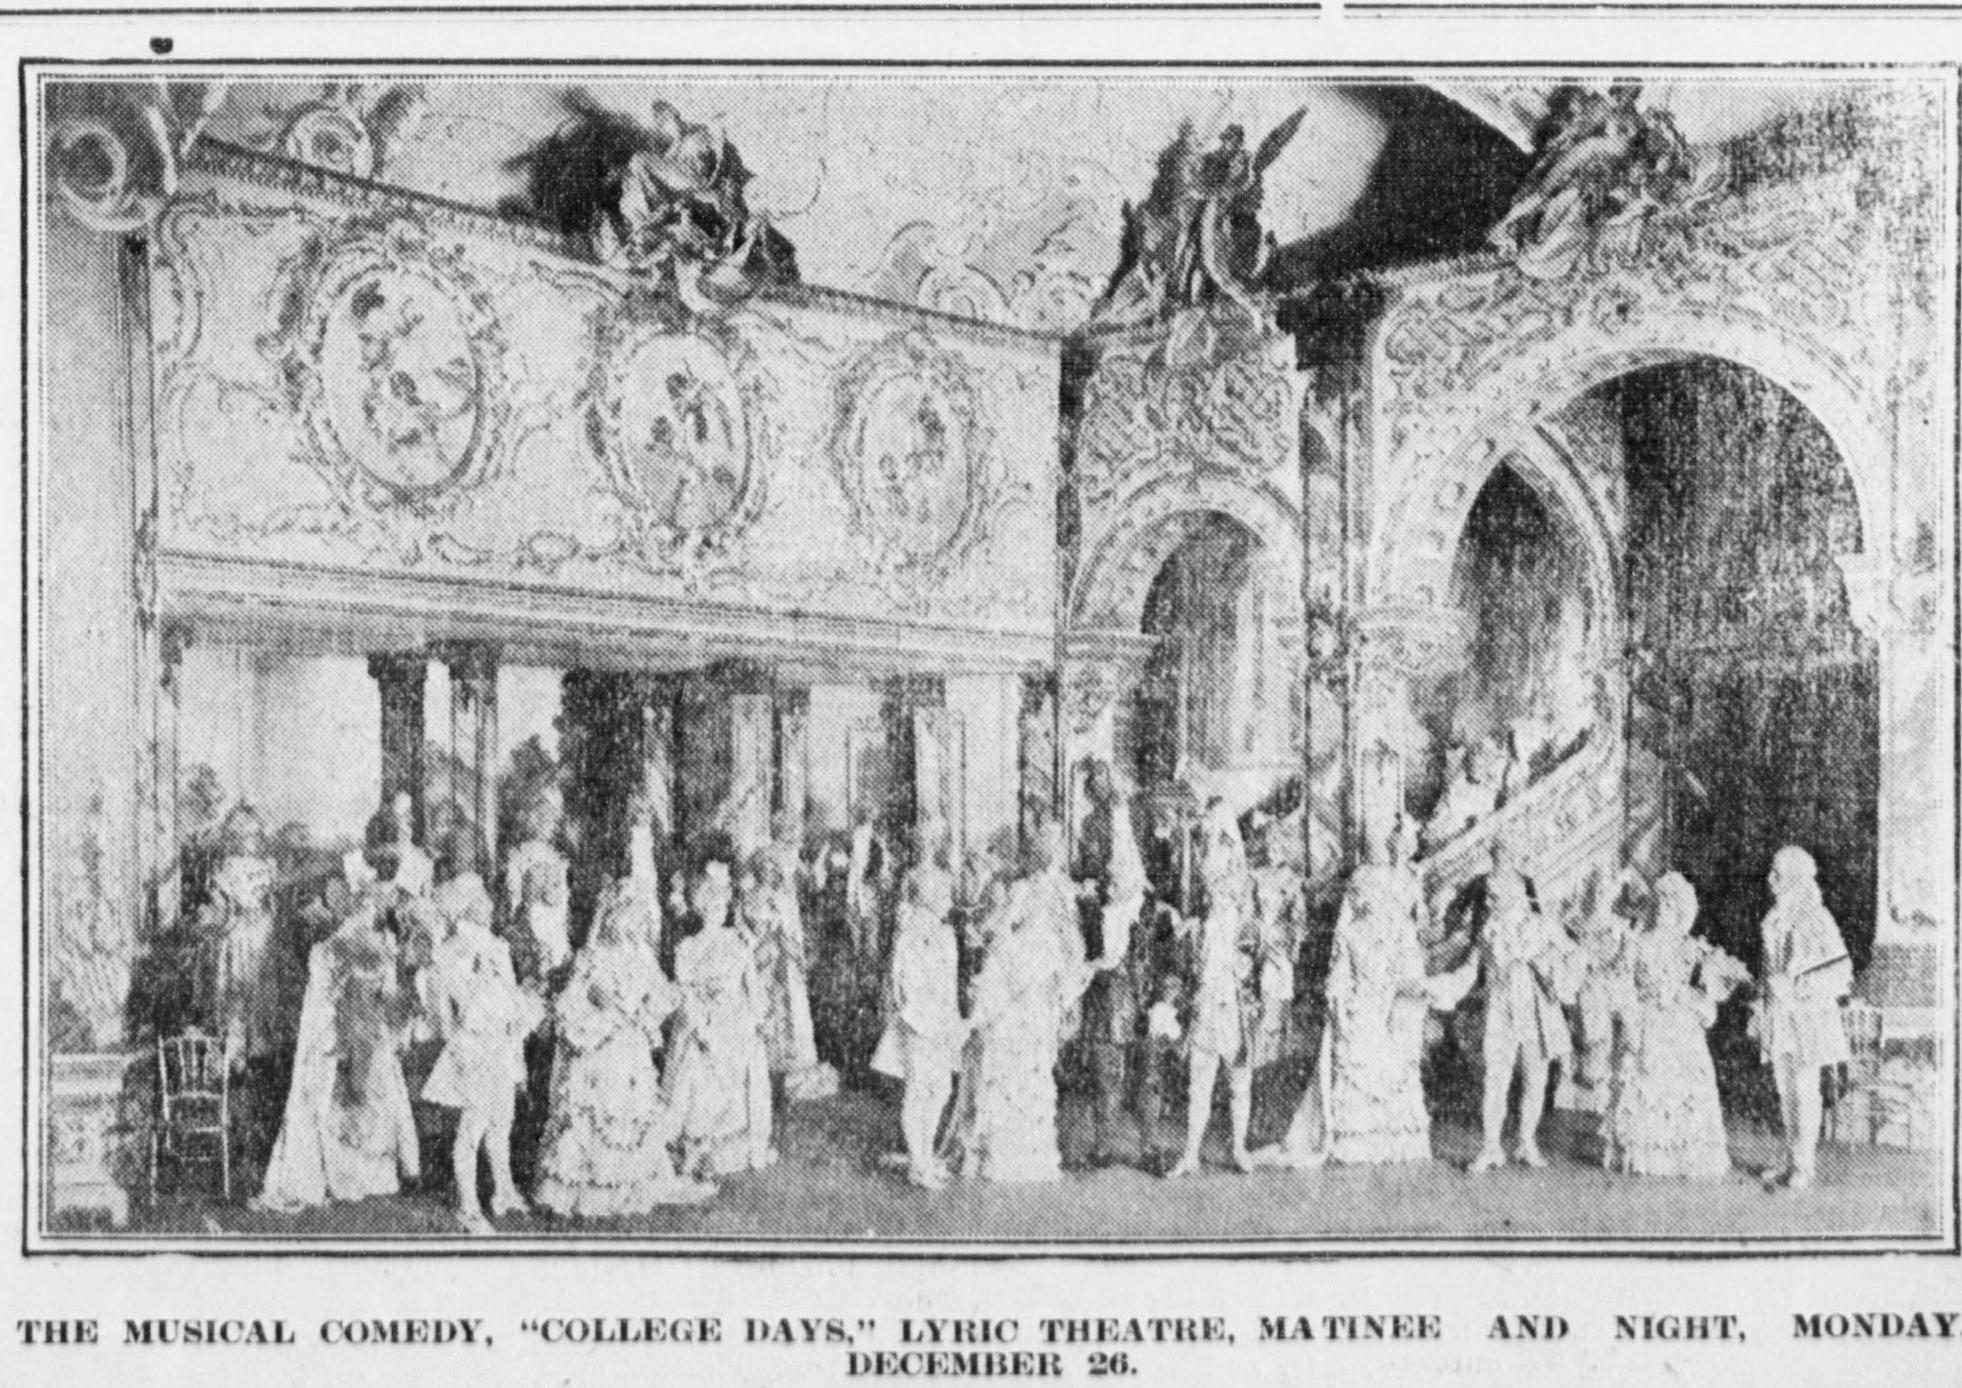 THE MUSICAL COMEDY, "COLLEGE DAYS," LYRIC THEATRE, MATINEE AND NIGHT, MONDAY,
DECEMBER 26.